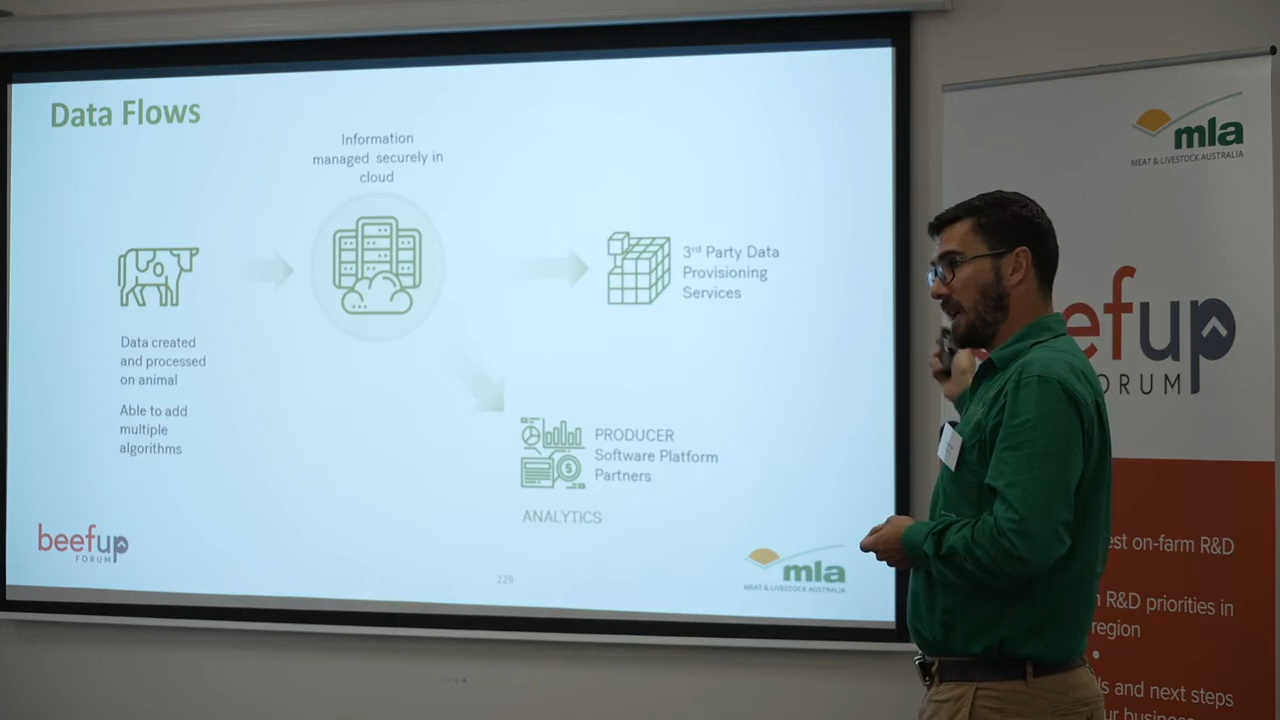 Data Flows
Information
managed securely in
cloud
3rd Party Data
Provisioning
Services
Data created
and processed
on animal
Able to add
multiple
algorithms
PRODUCER
Software Platform
Partners
ANALYTICS
beefup
FORUM
229
mla
MEAT & LIVESTOCK AUSTRALIA
mla
MEAT & LIVESTOCK AUSTRALIA
efup
ORUM
est on-farm R&D
R&D priorities in
region
and next steps